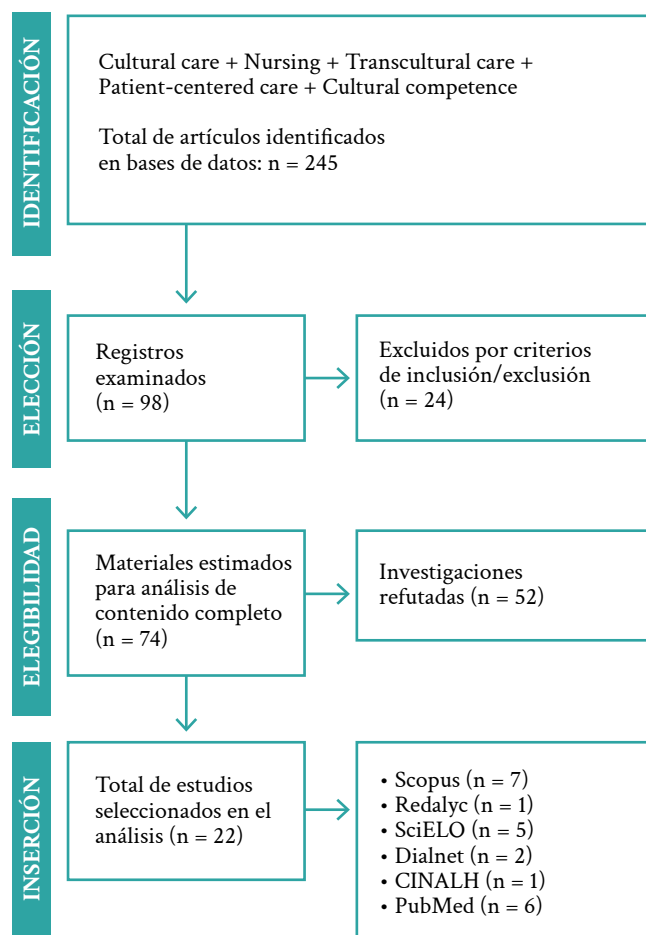 IDENTIFICACIÓN
Cultural care + Nursing + Transcultural care +
Patient-centered care + Cultural competence
Total de artículos identificados
en bases de datos: n = 245
ELECCIÓN
Registros
examinados
(n = 98)
Excluidos por criterios
de inclusión/exclusión
(n = 24)
ELEGIBILIDAD
Materiales estimados
para análisis de
contenido completo
(n = 74)
Investigaciones
refutadas (n = 52)
INSERCIÓN
Total de estudios
seleccionados en el
análisis (n = 22)
• Scopus (n = 7)
• Redalyc (n = 1)
• SciELO (n = 5)
• Dialnet (n = 2)
• CINALH (n = 1)
• PubMed (n = 6)